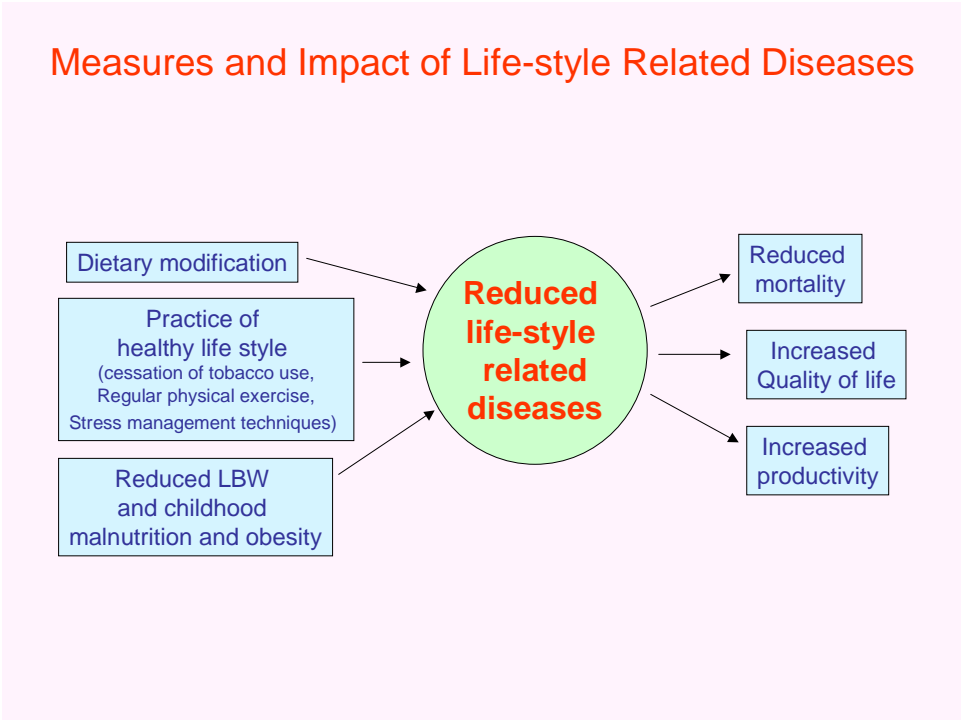 Measures and Impact of Life-style Related Diseases
Dietary modification
Practice of
healthy life style
(cessation of tobacco use,
Regular physical exercise,
Stress management techniques)
Reduced LBW
and childhood
malnutrition and obesity
Reduced
life-style
related
diseases
Reduced
mortality
Increased
Quality of life
Increased
productivity